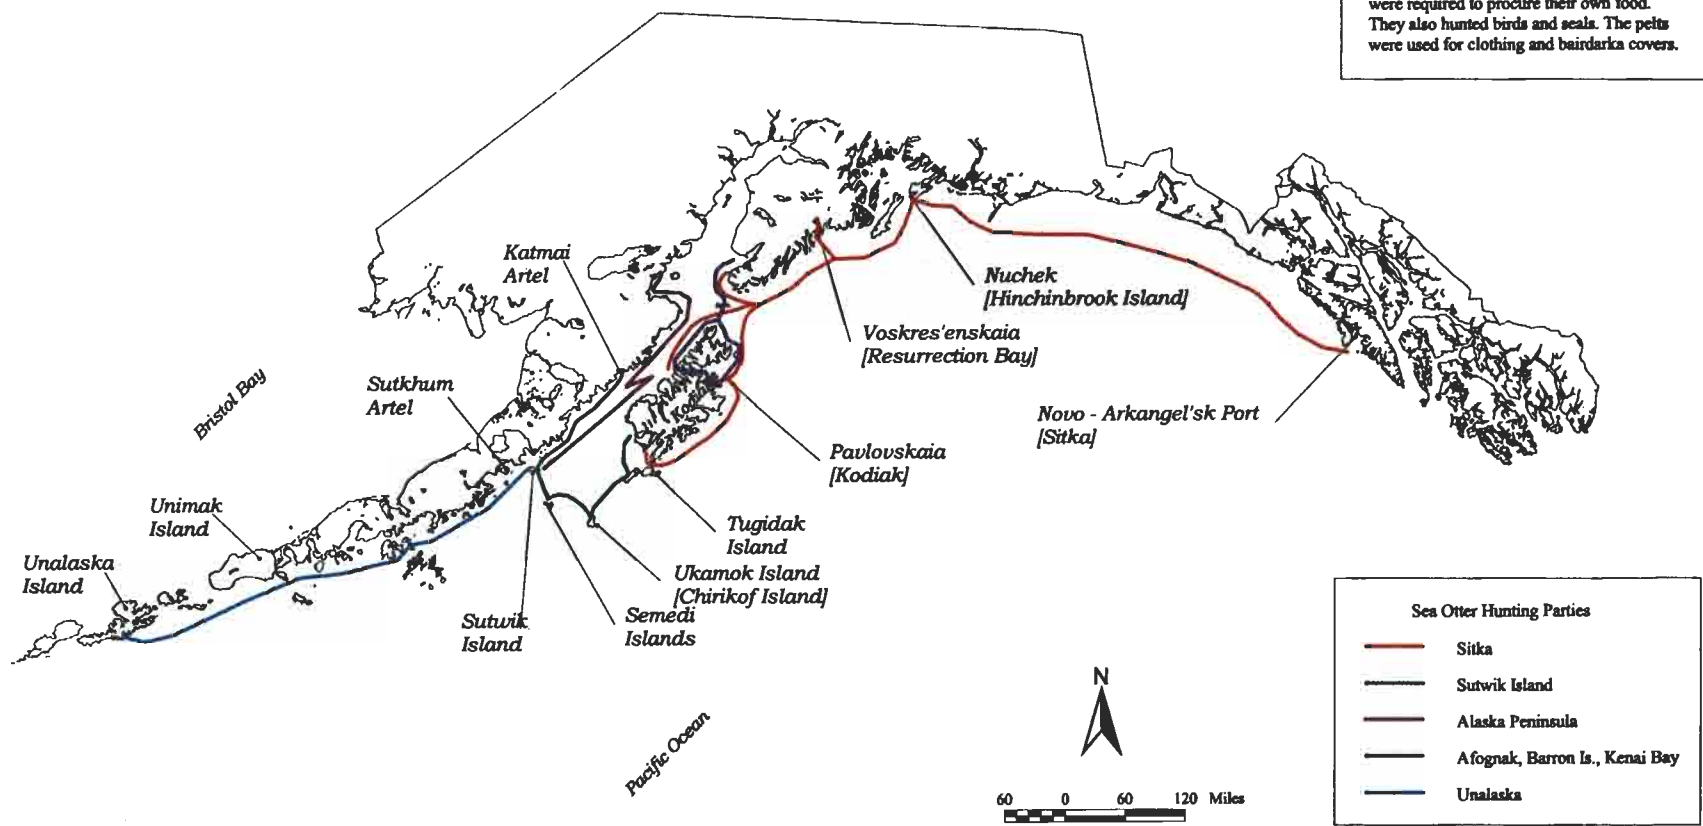 were required to procure their own food.
They also hunted birds and seals. The pelts
were used for clothing and bairdarka covers.
Katmai
Artel
Nuchek
[Hinchinbrook Island]
Voskres'enskaia
[Resurrection Bay]
Sutkhum
Artel
Bristol Bay
Kodiak
Novo - Arkangel'sk Port
[Sitka]
Pavlovskaia
[Kodiak]
Unimak
Island
Tugidak
Island
Unalaska
Island
Ukamok Island
[Chirikof Island]
Sutwik
Island
Semedi
Islands
Pacific Ocean
N
60 0 60 120 Miles
Sea Otter Hunting Parties
Sitka
Sutwik Island
Alaska Peninsula
Afognak, Barron Is., Kenai Bay
Unalaska